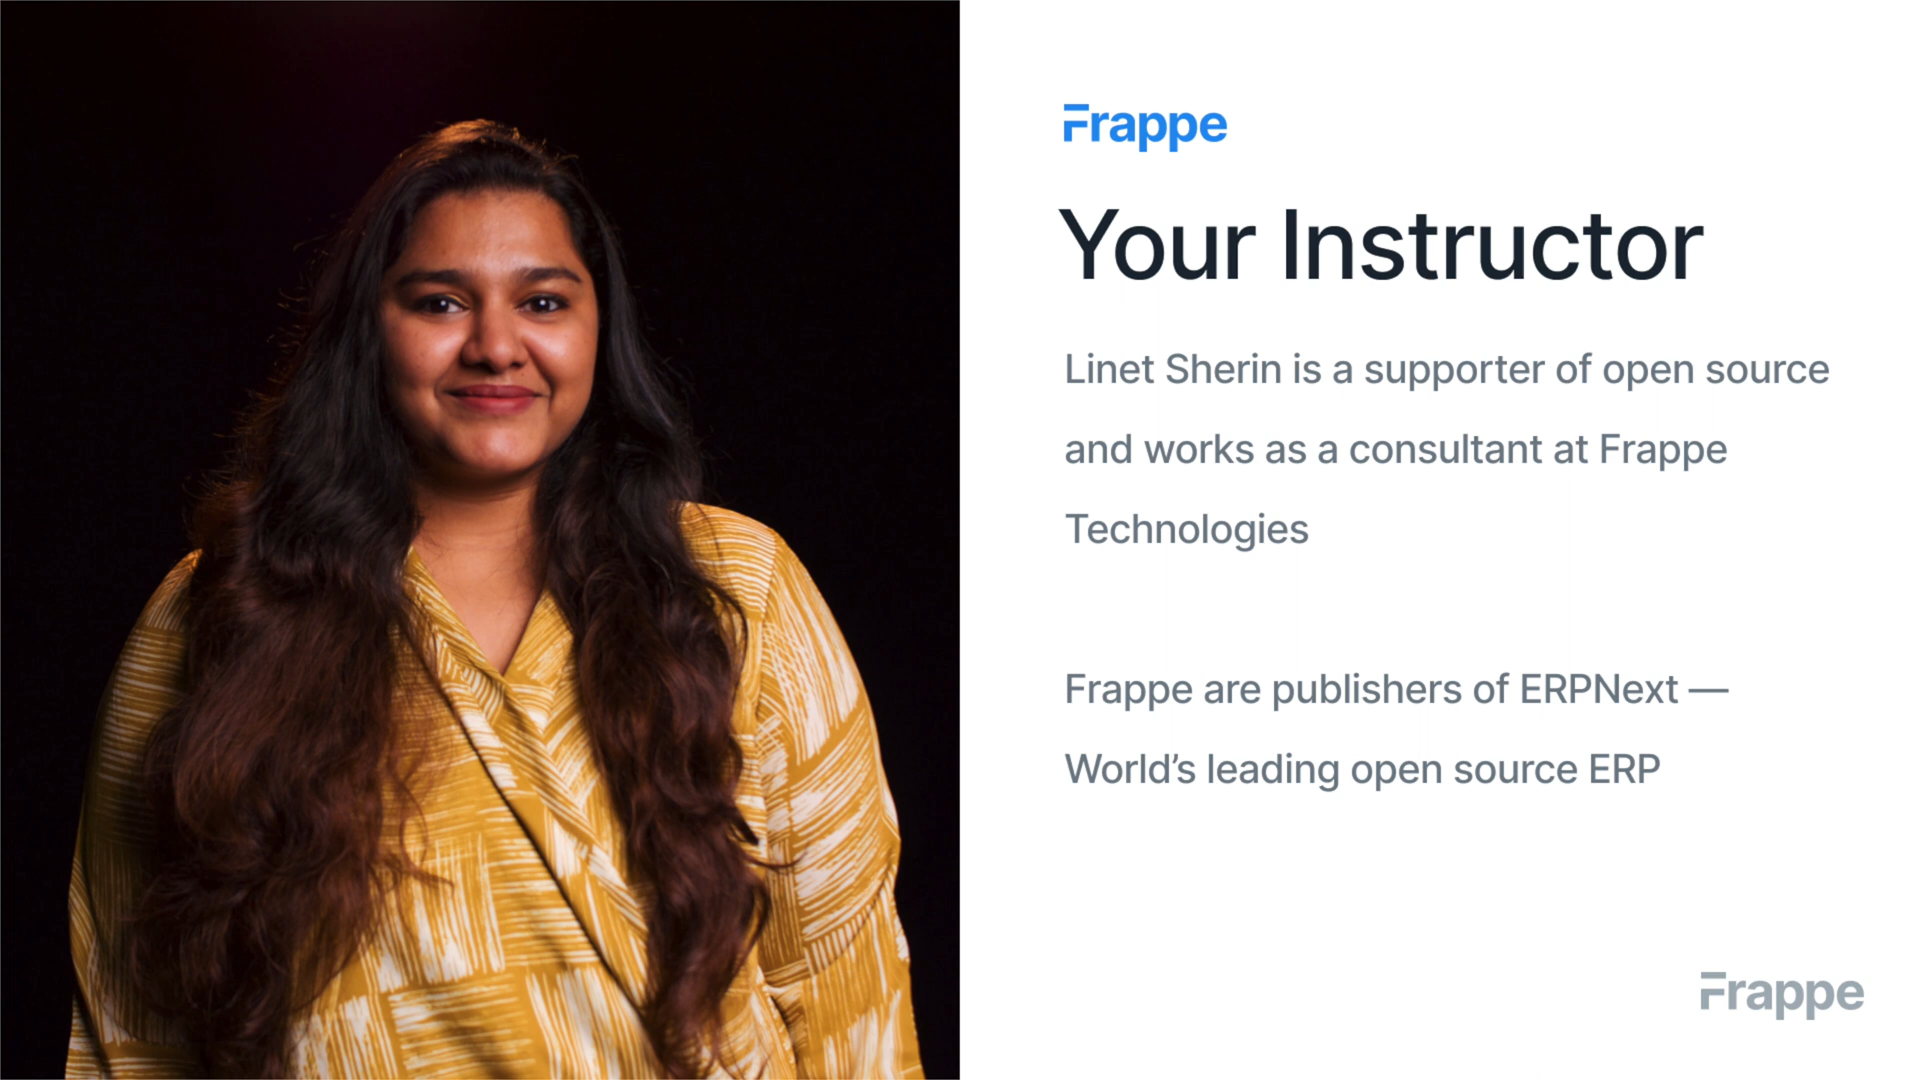 Frappe
Your Instructor
Linet Sherin is a supporter of open source
and works as a consultant at Frappe
Technologies
Frappe are publishers of ERPNext —
World’s leading open source ERP
Frappe